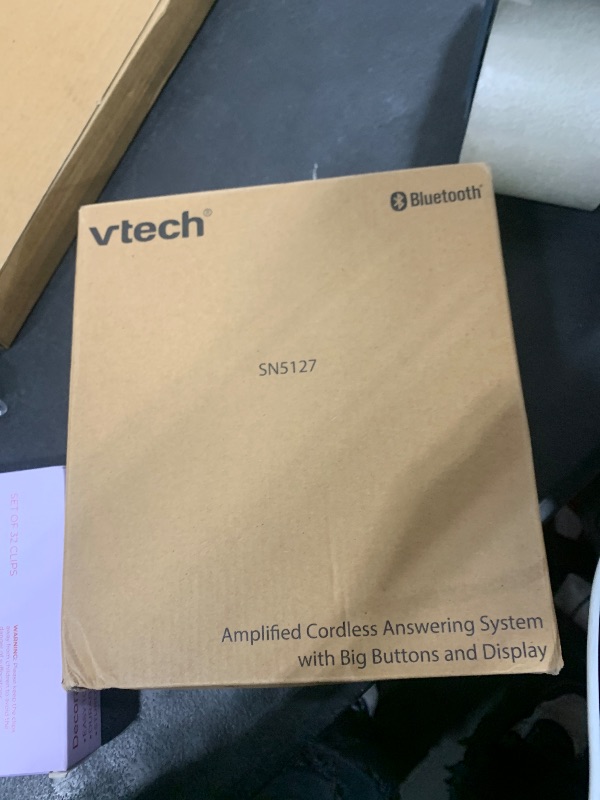 vtech®
Bluetooth
SN5127
Amplified Cordless Answering System
with Big Buttons and Display
SET OF 32 CLIPS
WARNING: